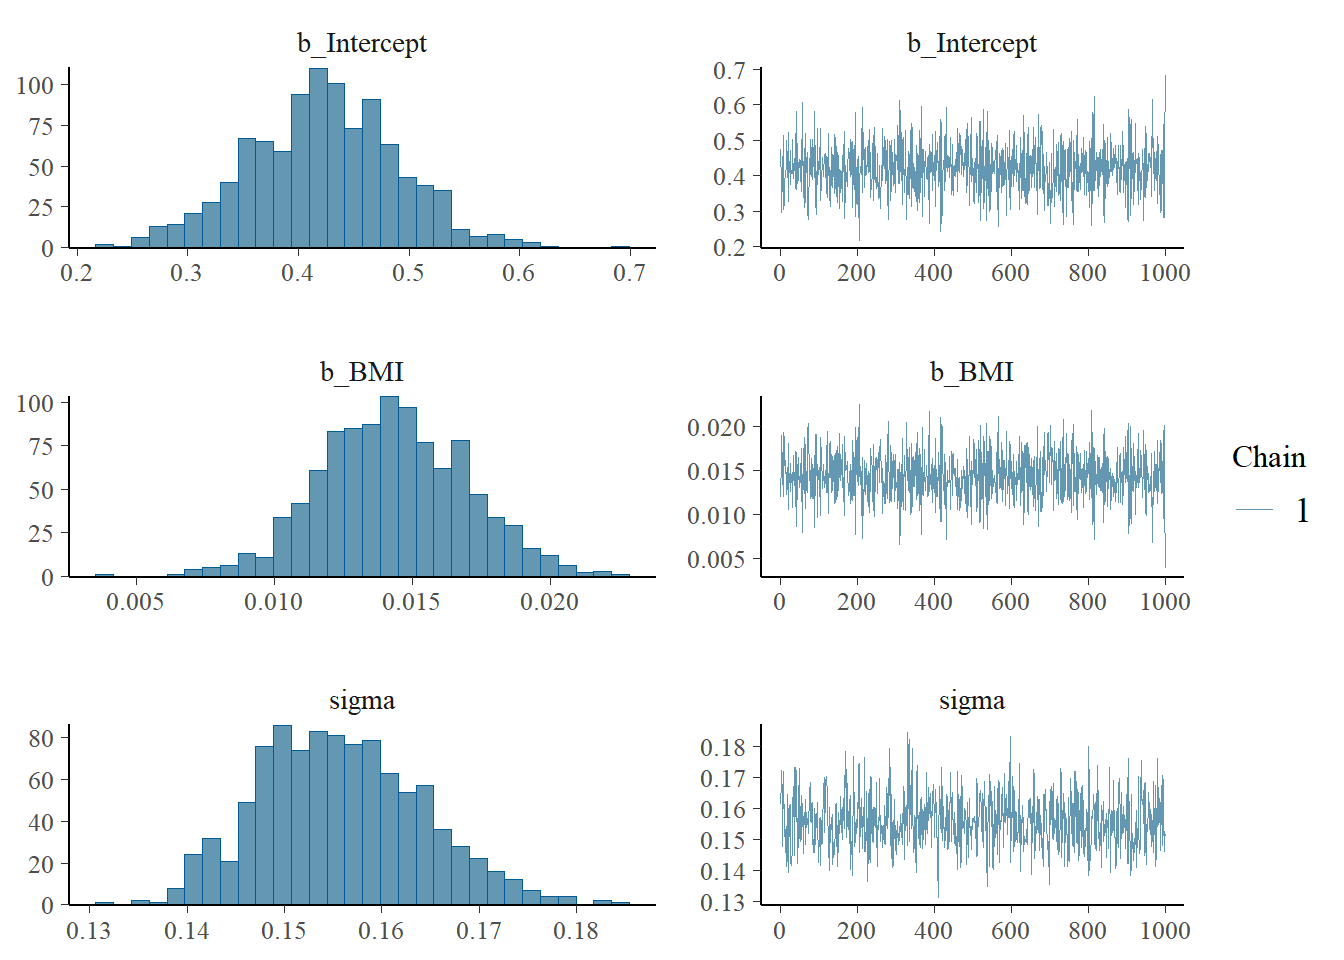 b_Intercept
100
75
50
25
0
0.2 0.3 0.4 0.5 0.6 0.7
b_Intercept
0.7
0.6
0.5
0.4
0.3
0.2
0 200 400 600 800 1000
b_BMI
100
75
50
25
0
0.005 0.010 0.015 0.020
b_BMI
0.020
0.015
0.010
0.005
0 200 400 600 800 1000
Chain
1
sigma
80
60
40
20
0
0.13 0.14 0.15 0.16 0.17 0.18
sigma
0.18
0.17
0.16
0.15
0.14
0.13
0 200 400 600 800 1000